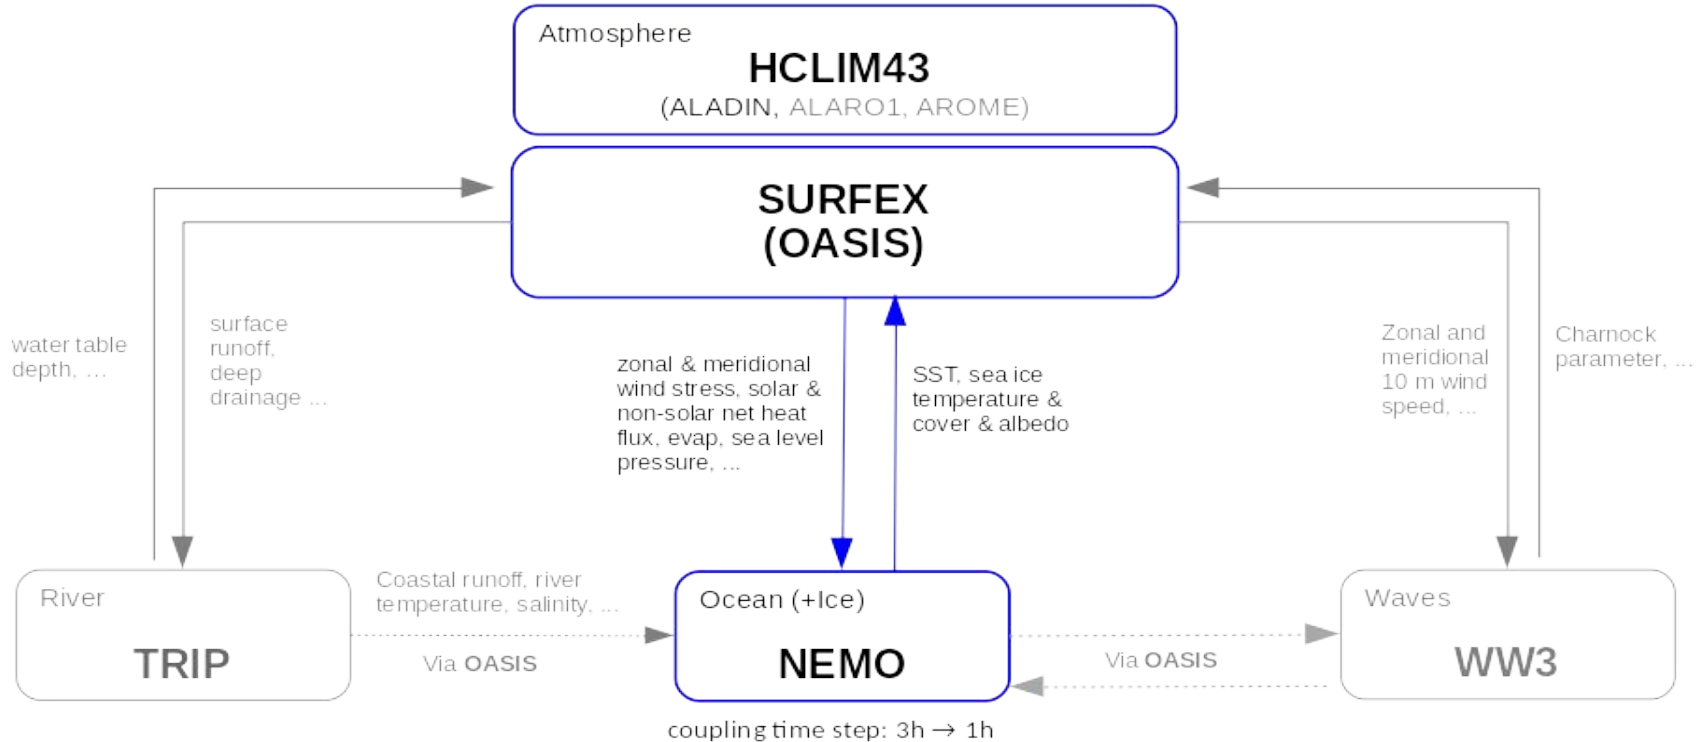 Atmosphere
HCLIM43
(ALADIN, ALARO1, AROME)
SURFEX
(OASIS)
water table
depth, ...
surface
runoff,
deep
drainage ...
zonal & meridional
wind stress, solar &
non-solar net heat
flux, evap, sea level
pressure, ...
SST, sea ice
temperature &
cover & albedo
Zonal and
meridional
10 m wind
speed, ...
Charnock
parameter, ...
River
TRIP
Coastal runoff, river
temperature, salinity, ...
Via OASIS
Ocean (+Ice)
NEMO
Via OASIS
Waves
WW3
coupling time step: 3h → 1h